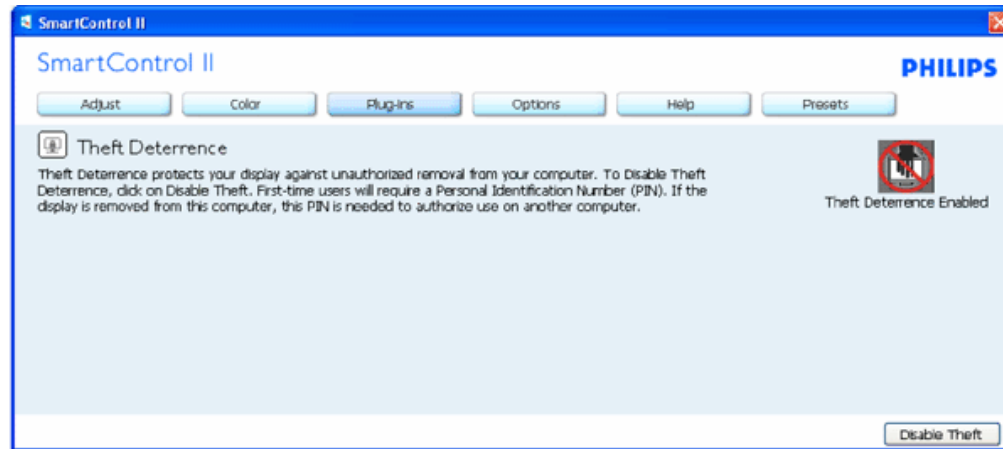 SmartControl II
SmartControl II
PHILIPS
Adjust Color Plug-Ins Options Help Presets
Theft Deterrence
Theft Deterrence protects your display against unauthorized removal from your computer. To Disable Theft
Deterrence, click on Disable Theft. First-time users will require a Personal Identification Number (PIN). If the
display is removed from this computer, this PIN is needed to authorize use on another computer.
Theft Deterrence Enabled
Disable Theft